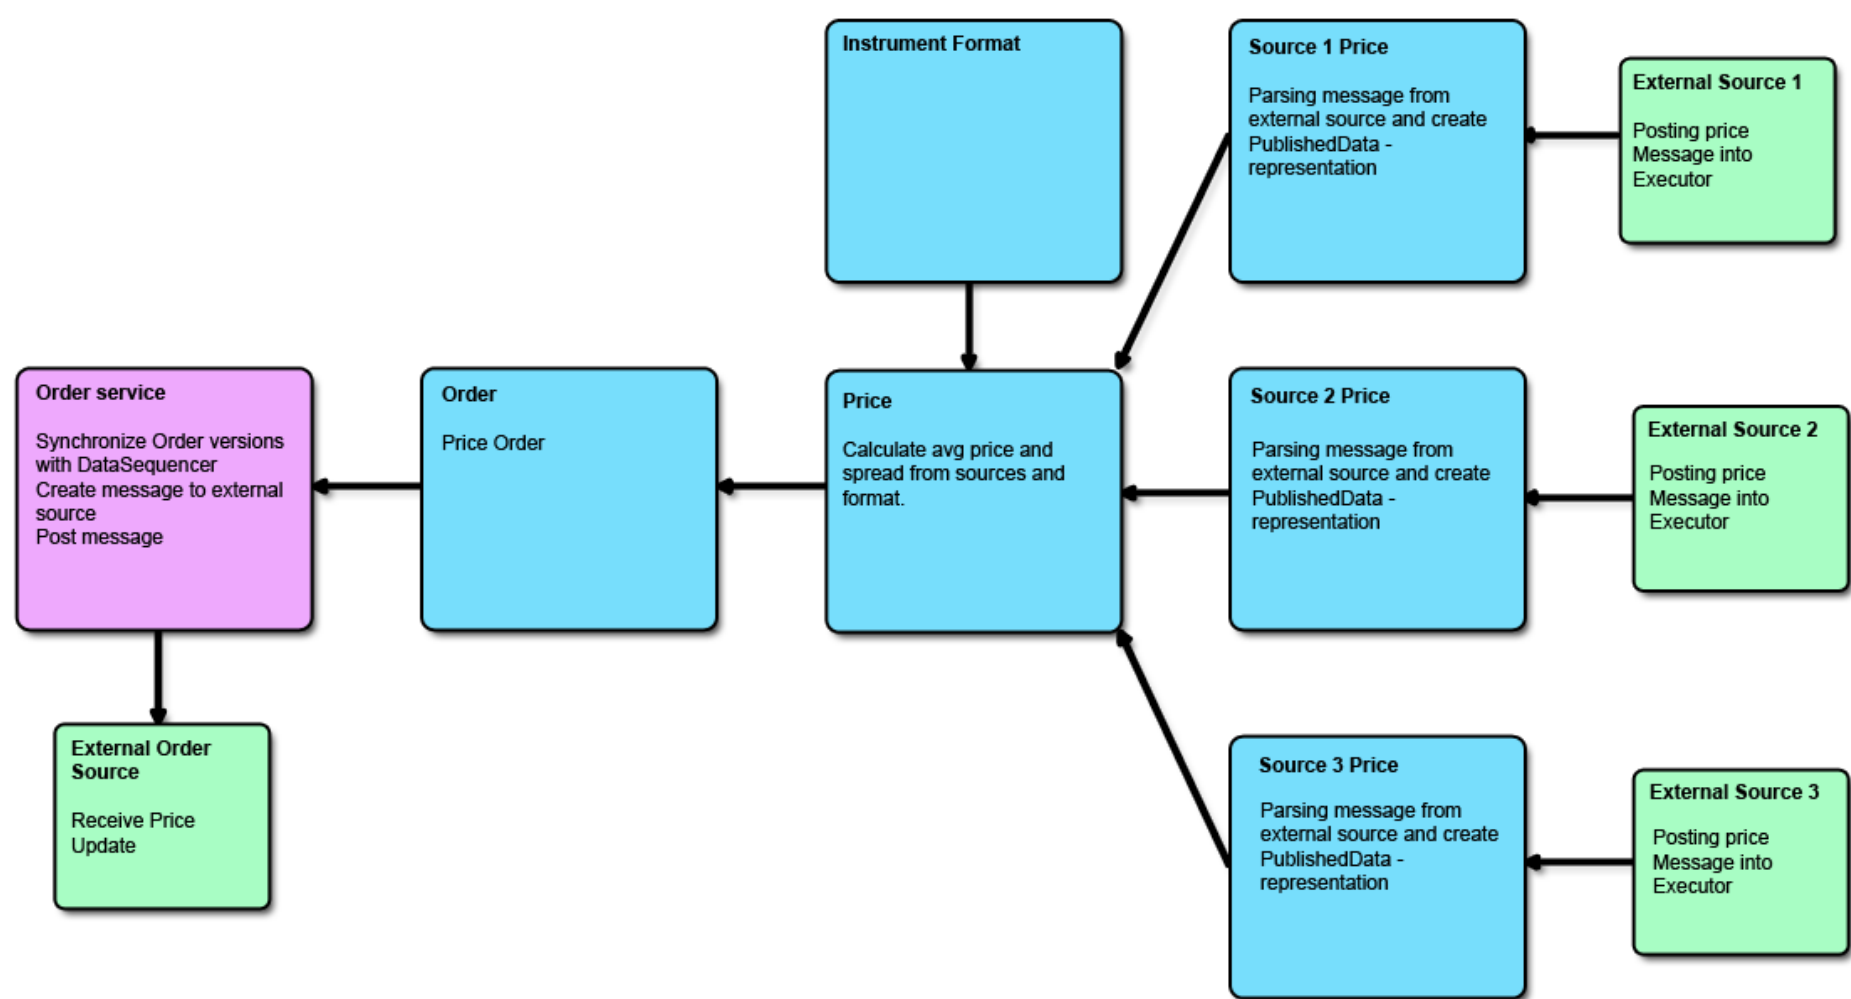 Instrument Format
Source 1 Price
Parsing message from
external source and create
PublishedData -
representation
External Source 1
Posting price
Message into
Executor
Order service
Synchronize Order versions
with DataSequencer
Create message to external
source
Post message
Order
Price Order
Price
Calculate avg price and
spread from sources and
format.
Source 2 Price
Parsing message from
external source and create
PublishedData -
representation
External Source 2
Posting price
Message into
Executor
External Order
Source
Receive Price
Update
Source 3 Price
Parsing message from
external source and create
PublishedData -
representation
External Source 3
Posting price
Message into
Executor